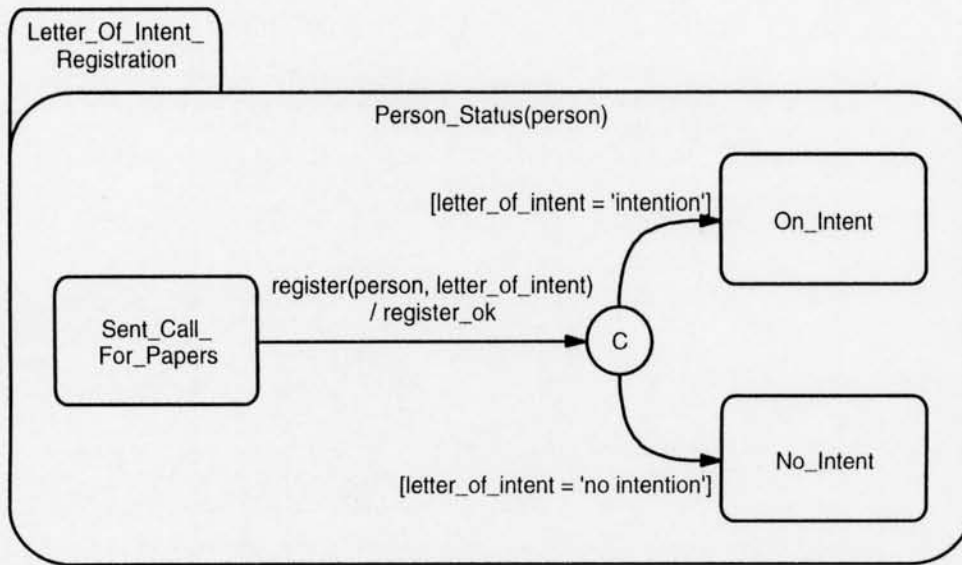 Letter_Of_Intent_
Registration
Person_Status(person)
[letter_of_intent = 'intention']
On_Intent
register(person, letter_of_intent)
/ register_ok
Sent_Call_
For_Papers
C
No_Intent
[letter_of_intent = 'no intention']